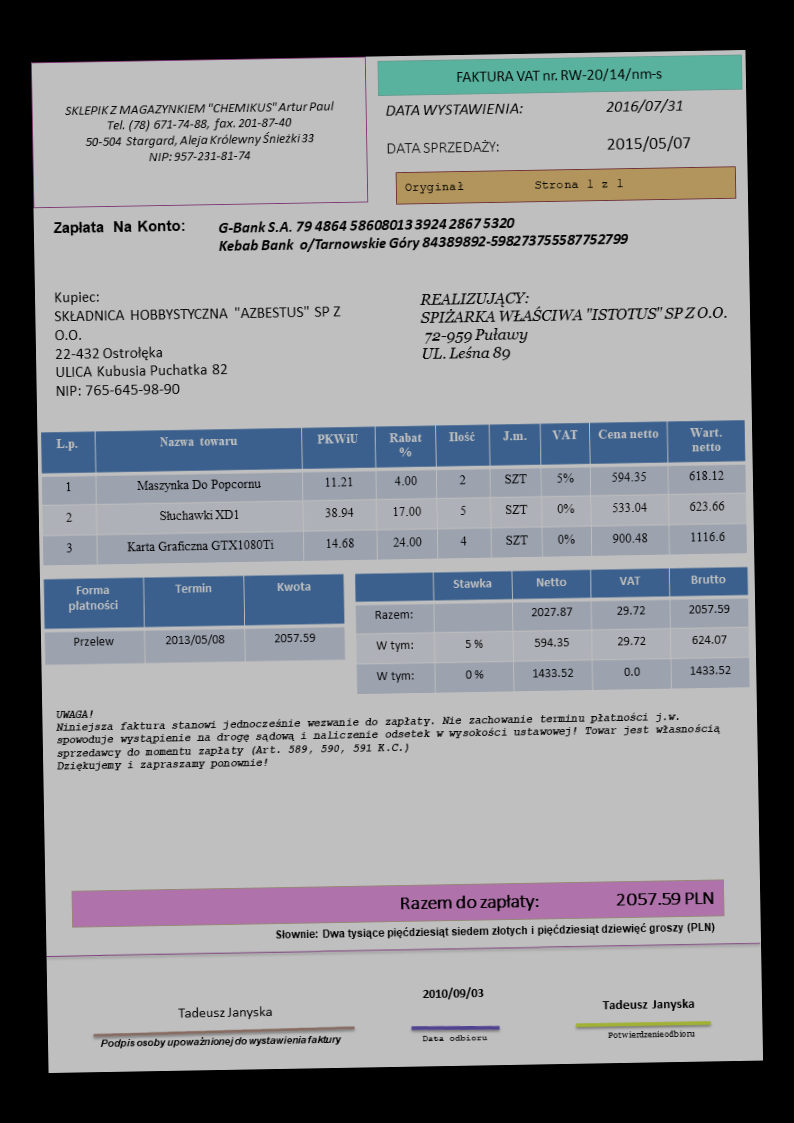 SKLEPIK Z MAGAZYNKIEM "CHEMIKUS" Artur Paul
Tel. (78) 671-74-88, fax. 201-87-40
50-504 Stargard, Aleja Królewny Śnieżki 33
NIP: 957-231-81-74
FAKTURA VAT nr. RW-20/14/nm-s
DATA WYSTAWIENIA: 2016/07/31
DATA SPRZEDAŻY: 2015/05/07
Oryginał Strona 1 z 1
Zapłata Na Konto: G-Bank S.A. 79 4864 58608013 3924 2867 5320
Kebab Bank o/Tarnowskie Góry 84389892-598273755587752799
Kupiec:
SKŁADNICA HOBBYSTYCZNA "AZBESTUS" SP Z
O.O.
22-432 Ostrołęka
ULICA Kubusia Puchatka 82
NIP: 765-645-98-90
REALIZUJĄCY:
SPIŻARKA WŁAŚCIWA "ISTOTUS" SP Z O.O.
72-959 Puławy
UL. Leśna 89
L.p. Nazwa towaru PKWiU Rabat % Ilość J.m. VAT Cena netto Wart. netto
1 Maszynka Do Popcornu 11.21 4.00 2 SZT 5% 594.35 618.12
2 Słuchawki XD1 38.94 17.00 5 SZT 0% 533.04 623.66
3 Karta Graficzna GTX1080Ti 14.68 24.00 4 SZT 0% 900.48 1116.6
Forma płatności Termin Kwota
Przelew 2013/05/08 2057.59
Stawka Netto VAT Brutto
Razem: 2027.87 29.72 2057.59
W tym: 5 % 594.35 29.72 624.07
W tym: 0 % 1433.52 0.0 1433.52
UWAGA!
Niniejsza faktura stanowi jednocześnie wezwanie do zapłaty. Nie zachowanie terminu płatności j.w.
spowoduje wystąpienie na drogę sądową i naliczenie odsetek w wysokości ustawowej! Towar jest własnością
sprzedawcy do momentu zapłaty (Art. 589, 590, 591 K.C.)
Dziękujemy i zapraszamy ponownie!
Razem do zapłaty: 2057.59 PLN
Słownie: Dwa tysiące pięćdziesiąt siedem złotych i pięćdziesiąt dziewięć groszy (PLN)
Tadeusz Janyska
Podpis osoby upoważnionej do wystawienia faktury
2010/09/03
Data odbioru
Tadeusz Janyska
Potwierdzenie odbioru